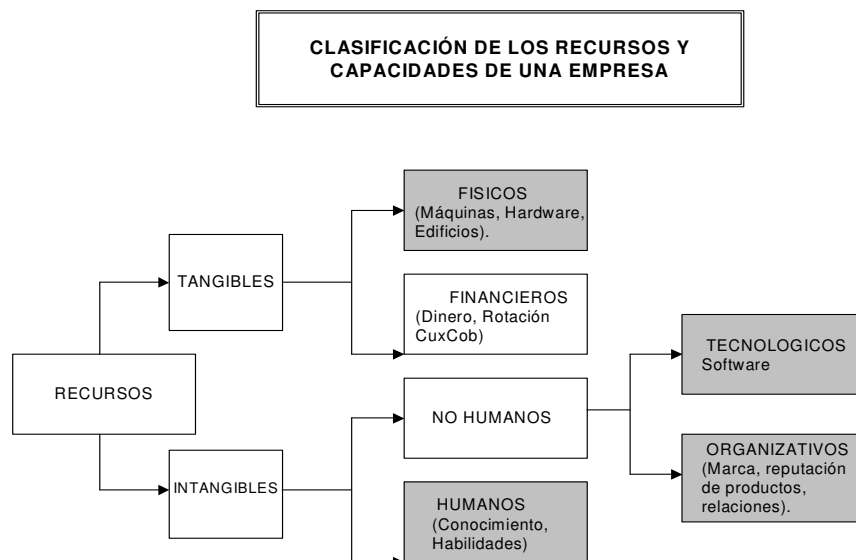 CLASIFICACIÓN DE LOS RECURSOS Y
CAPACIDADES DE UNA EMPRESA
FISICOS
(Máquinas, Hardware,
Edificios).
TANGIBLES
FINANCIEROS
(Dinero, Rotación
CuxCob)
TECNOLOGICOS
Software
RECURSOS
NO HUMANOS
ORGANIZATIVOS
(Marca, reputación
de productos,
relaciones).
INTANGIBLES
HUMANOS
(Conocimiento,
Habilidades)